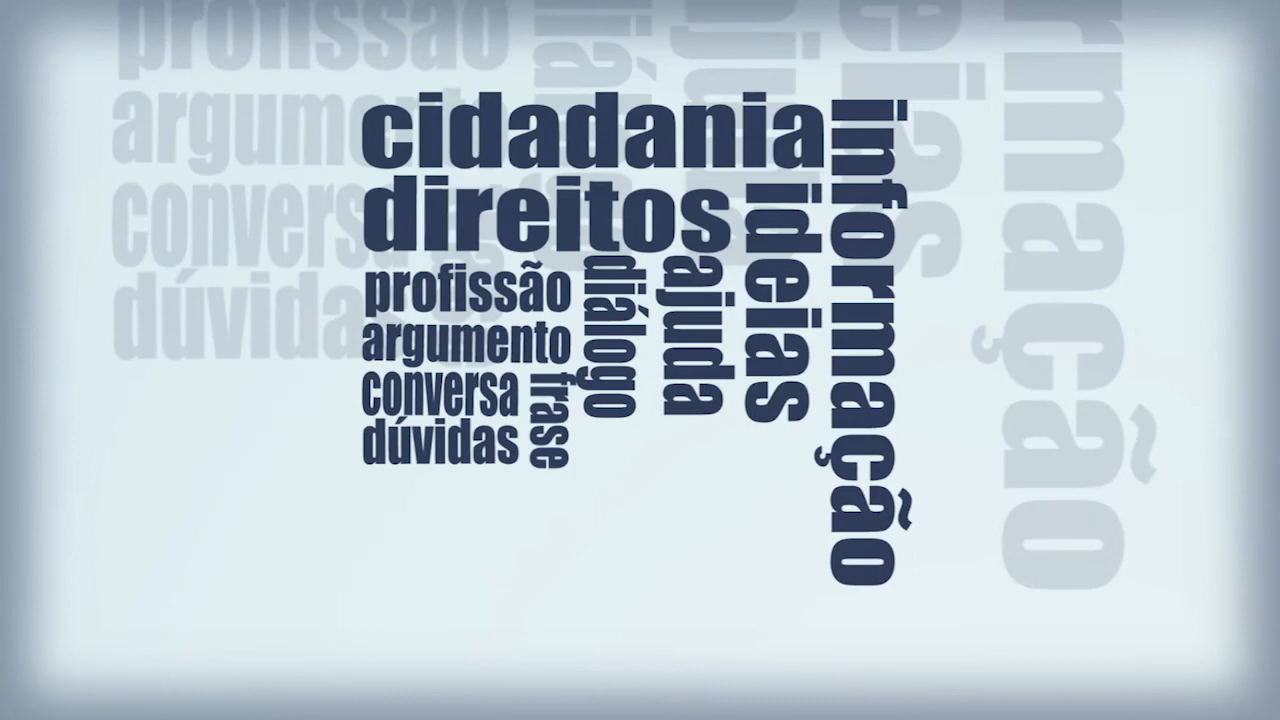 cidadania
direitos
informação
ideias
ajuda
diálogo
profissão
argumento
conversa
frase
dúvidas